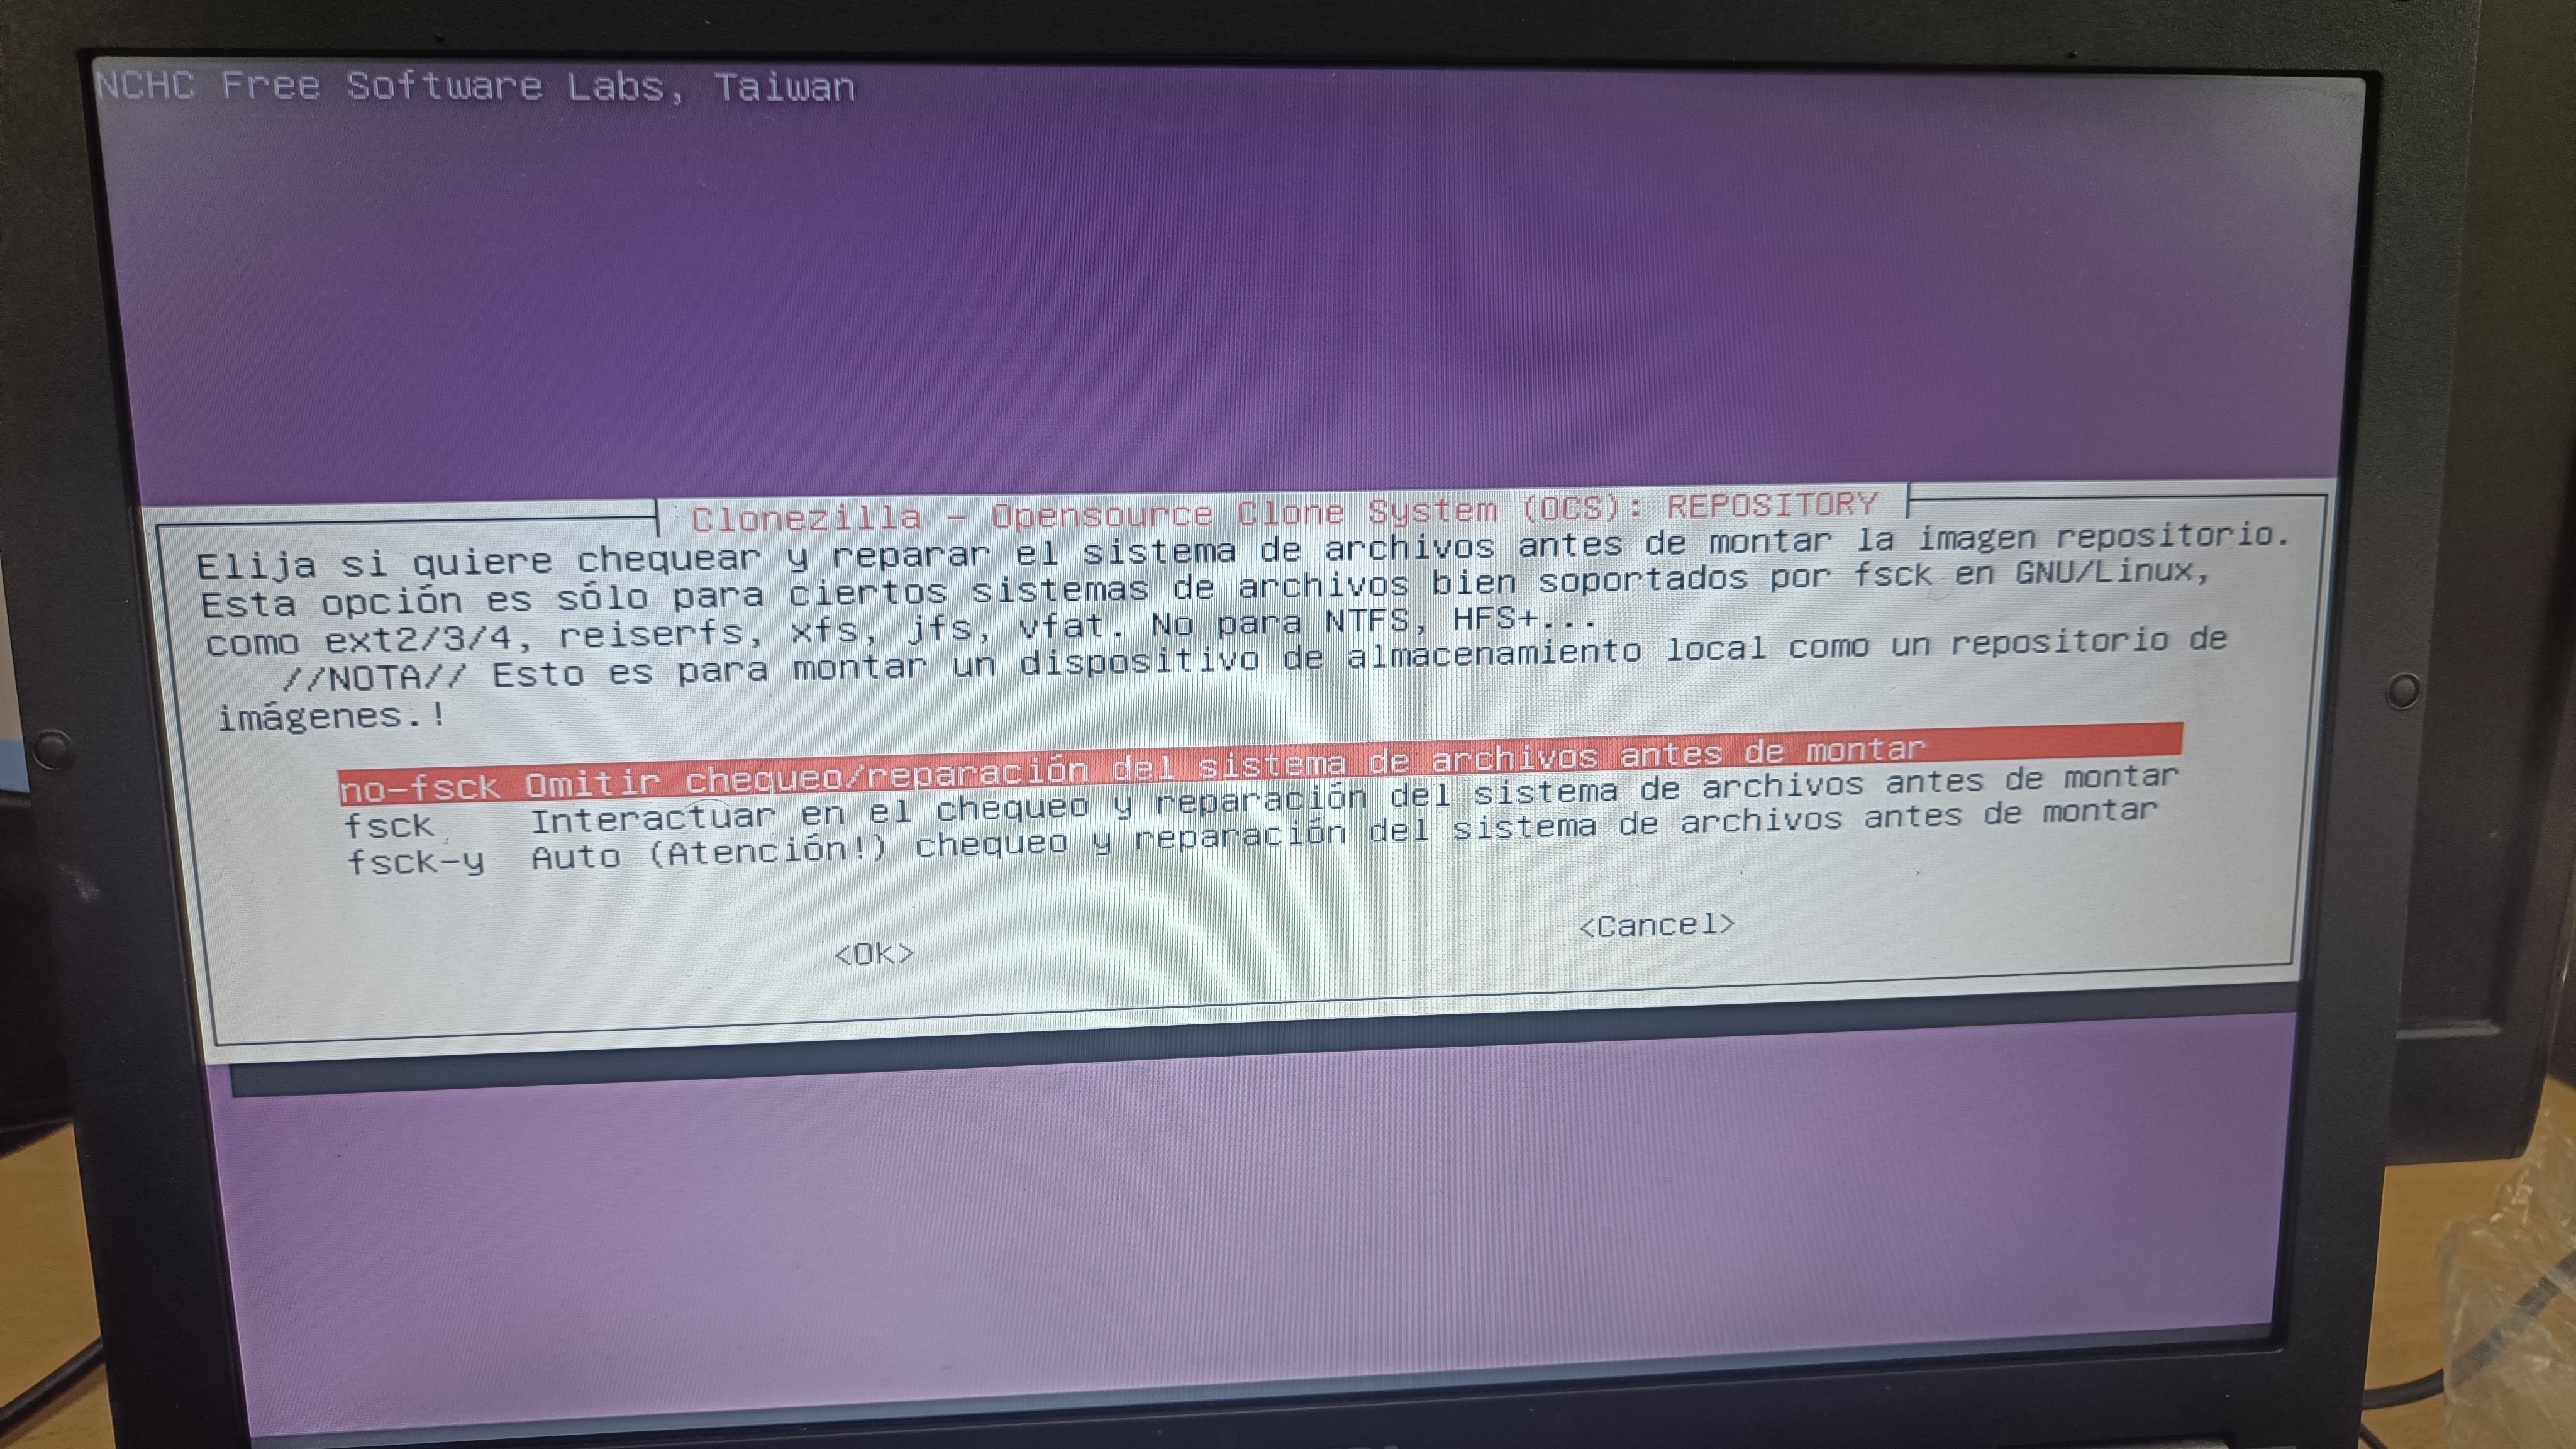 NCHC Free Software Labs, Taiwan
Clonezilla - Opensource Clone System (OCS): REPOSITORY
Elija si quiere chequear y reparar el sistema de archivos antes de montar la imagen repositorio.
Esta opción es sólo para ciertos sistemas de archivos bien soportados por fsck en GNU/Linux,
como ext2/3/4, reiserfs, xfs, jfs, vfat. No para NTFS, HFS+...
//NOTA// Esto es para montar un dispositivo de almacenamiento local como un repositorio de
imágenes.!
no-fsck Omitir chequeo/reparación del sistema de archivos antes de montar
fsck Interactuar en el chequeo y reparación del sistema de archivos antes de montar
fsck-y Auto (Atención!) chequeo y reparación del sistema de archivos antes de montar
<Ok> <Cancel>